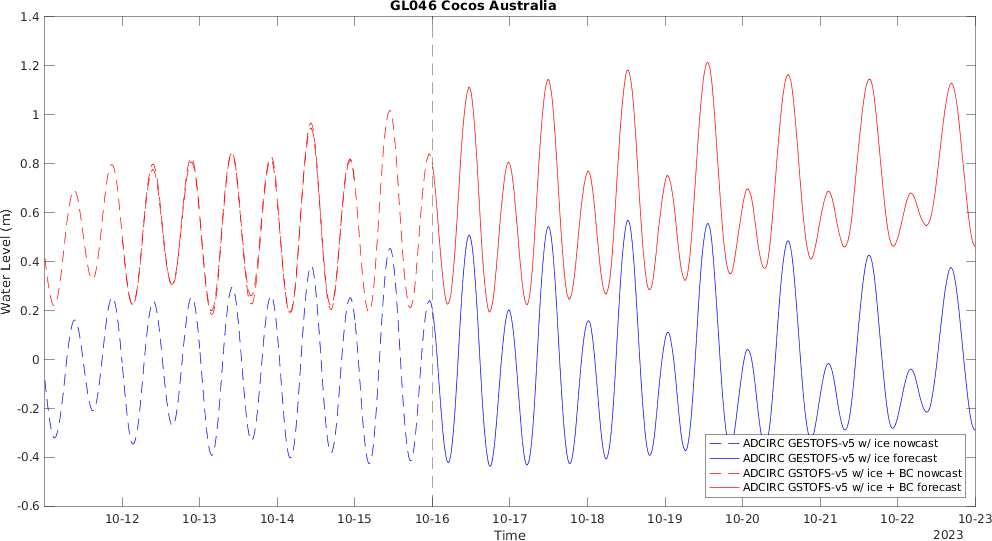 GL046 Cocos Australia
1.4
1.2
1
0.8
0.6
0.4
0.2
0
-0.2
-0.4
-0.6
Water Level (m)
ADCIRC GESTOFS-v5 w/ ice nowcast
ADCIRC GESTOFS-v5 w/ ice forecast
ADCIRC GSTOFS-v5 w/ ice + BC nowcast
ADCIRC GSTOFS-v5 w/ ice + BC forecast
10-12 10-13 10-14 10-15 10-16 10-17 10-18 10-19 10-20 10-21 10-22 10-23
Time
2023